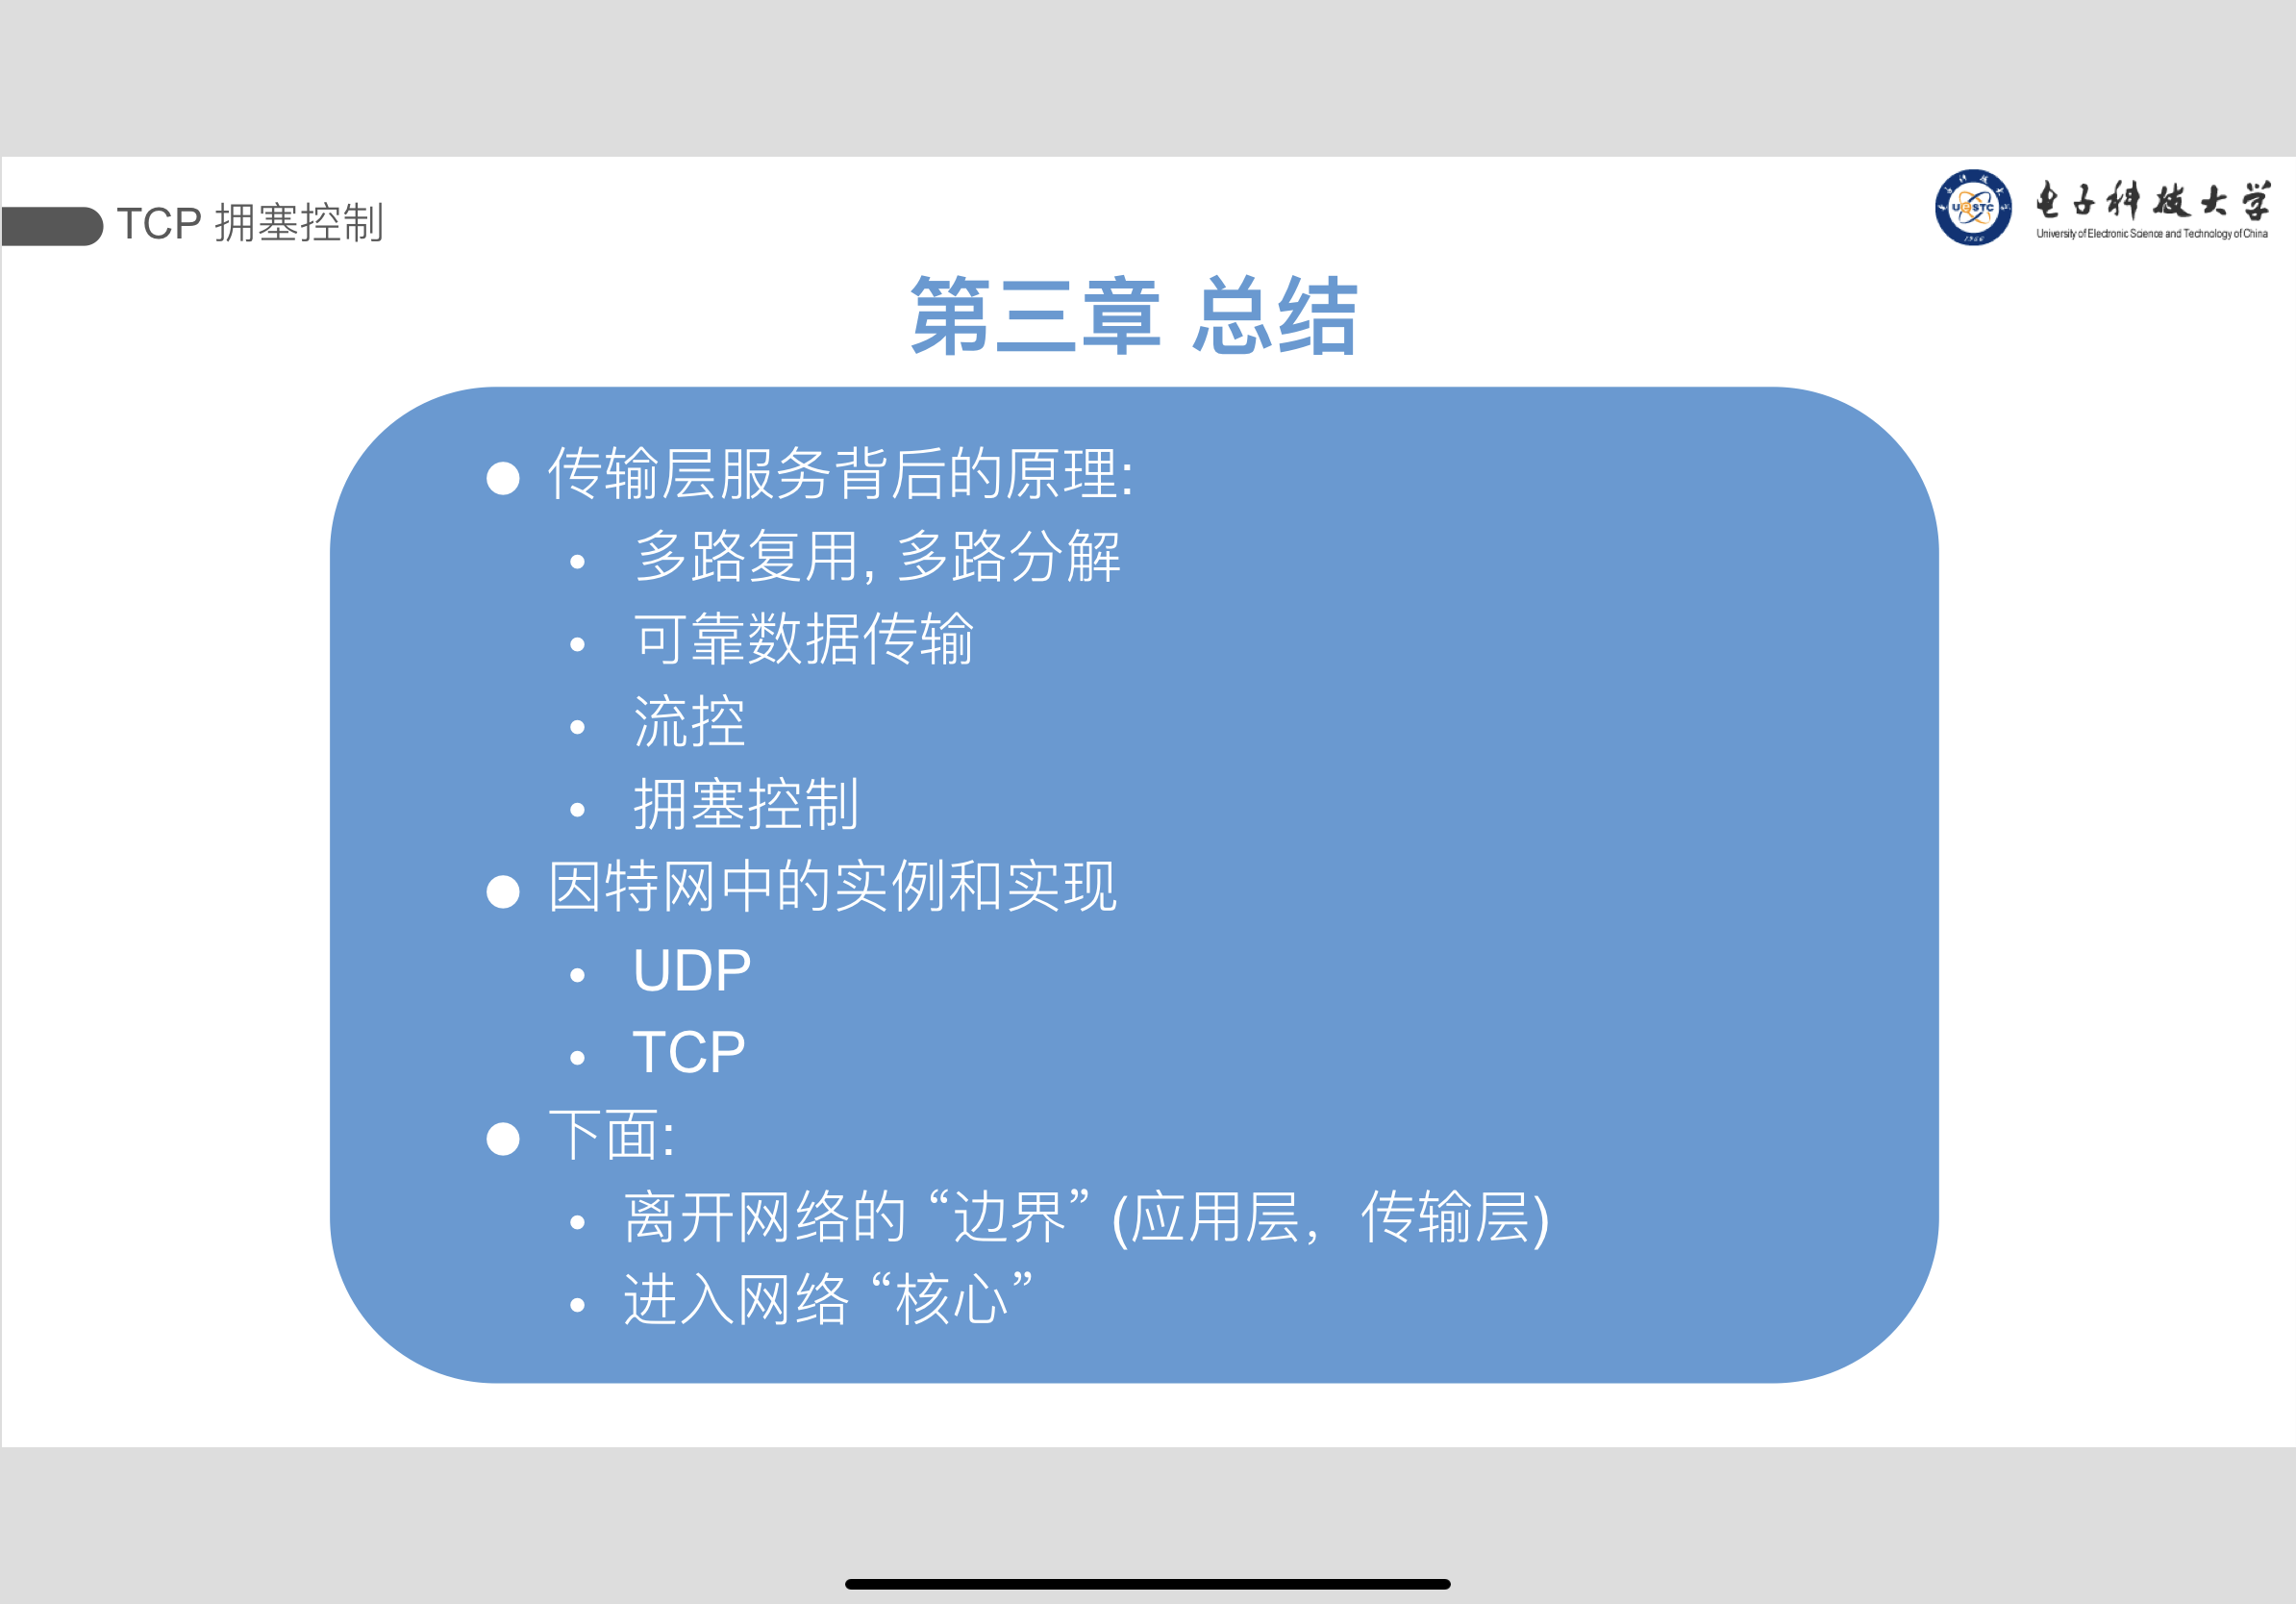 TCP 拥塞控制
电子科技大学
University of Electronic Science and Technology of China
UESTC
1956
第三章 总结
● 传输层服务背后的原理:
• 多路复用, 多路分解
• 可靠数据传输
• 流控
• 拥塞控制
● 因特网中的实例和实现
• UDP
• TCP
● 下面:
• 离开网络的 “边界” (应用层， 传输层)
• 进入网络 “核心”